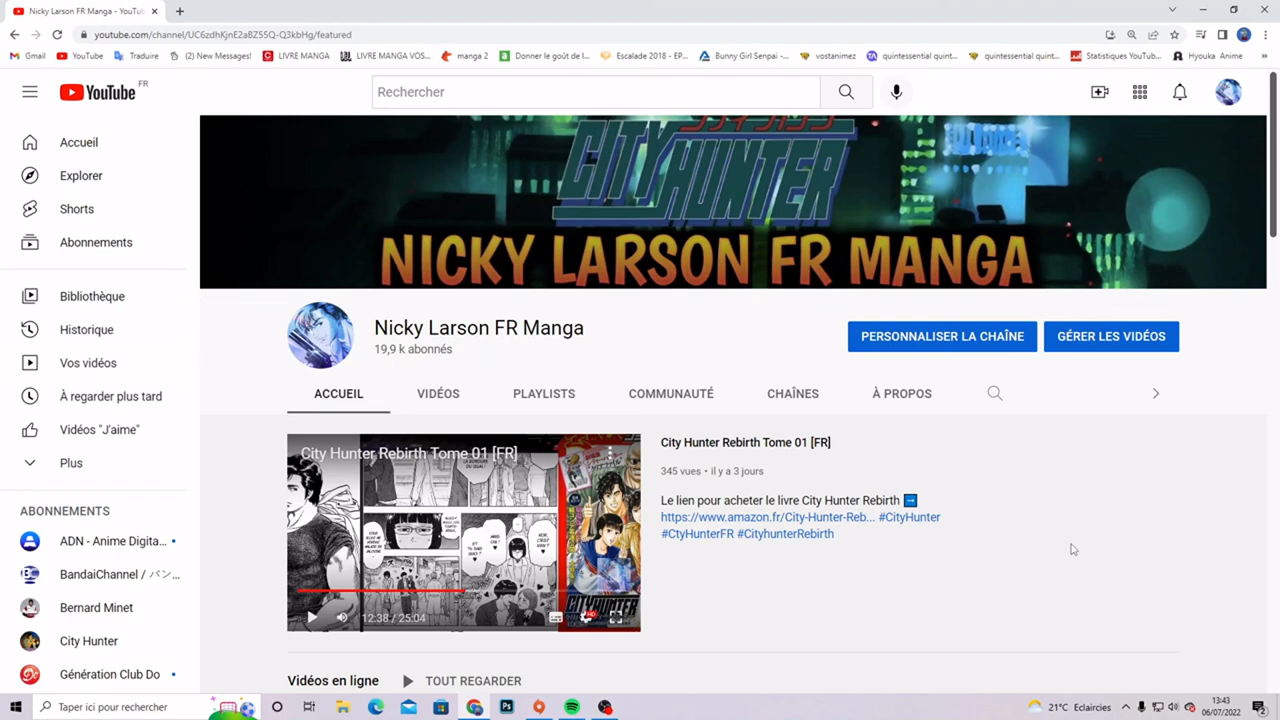 Nicky Larson FR Manga - YouTu
youtube.com/channel/UC6zdhKjnE2aBZ55Q-Q3kbHg/featured
Gmail YouTube Traduire (2) New Messages! LIVRE MANGA LIVRE MANGA VOS... manga 2 Donner le goût de l... Escalade 2018 - EP... Bunny Girl Senpai -... vostanimez quintessential quint... quintessential quint... Statistiques YouTub... Hyouka Anime »
YouTube FR
Rechercher
Accueil
Explorer
Shorts
Abonnements
Bibliothèque
Historique
Vos vidéos
À regarder plus tard
Vidéos "J'aime"
Plus
ABONNEMENTS
ADN - Anime Digita...
BandaiChannel / バン...
Bernard Minet
City Hunter
Génération Club Do
CITY HUNTER
NICKY LARSON FR MANGA
Nicky Larson FR Manga
19,9 k abonnés
PERSONNALISER LA CHAÎNE GÉRER LES VIDÉOS
ACCUEIL VIDÉOS PLAYLISTS COMMUNAUTÉ CHAÎNES À PROPOS
City Hunter Rebirth Tome 01 [FR]
12:38 / 25:04
HD
City Hunter Rebirth Tome 01 [FR]
345 vues • il y a 3 jours
Le lien pour acheter le livre City Hunter Rebirth
https://www.amazon.fr/City-Hunter-Reb... #CityHunter
#CtyHunterFR #CityhunterRebirth
Vidéos en ligne TOUT REGARDER
Taper ici pour rechercher
Ps
21°C Eclaircies
13:43
06/07/2022
2